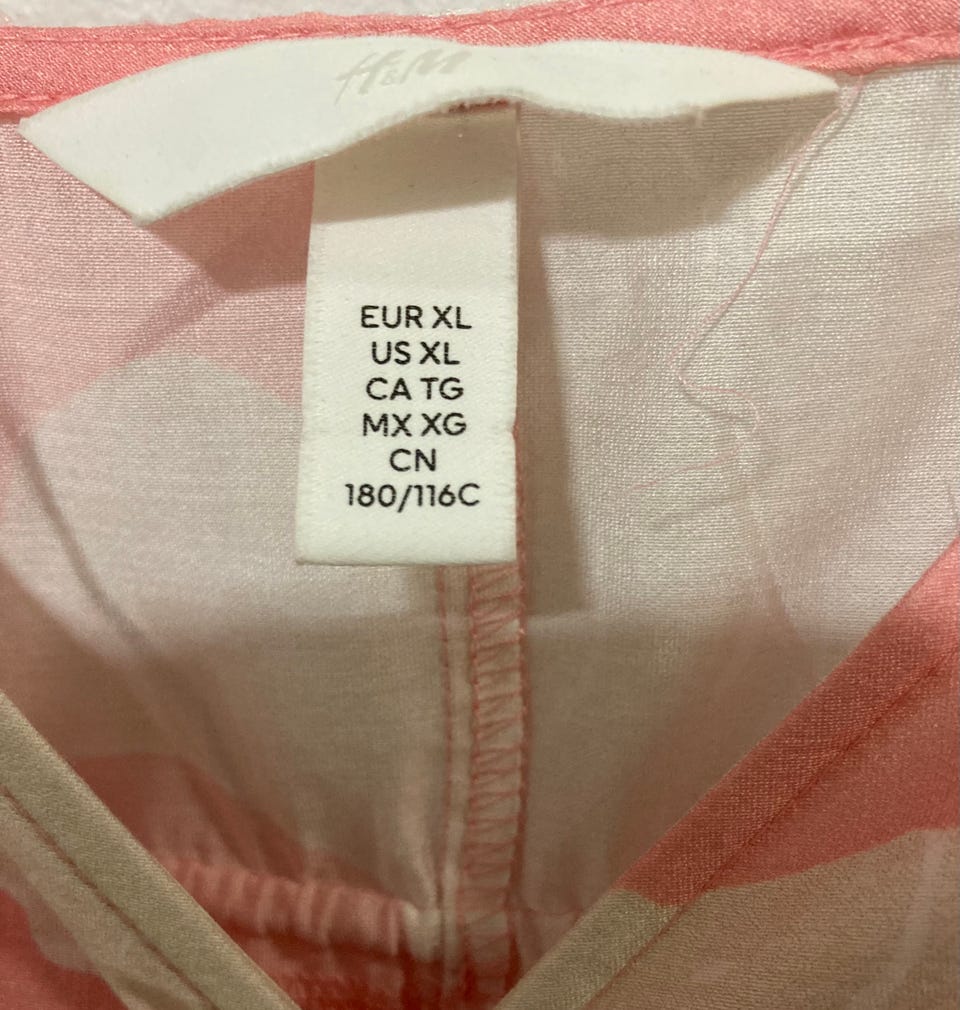 H&M
EUR XL
US XL
CA TG
MX XG
CN
180/116C